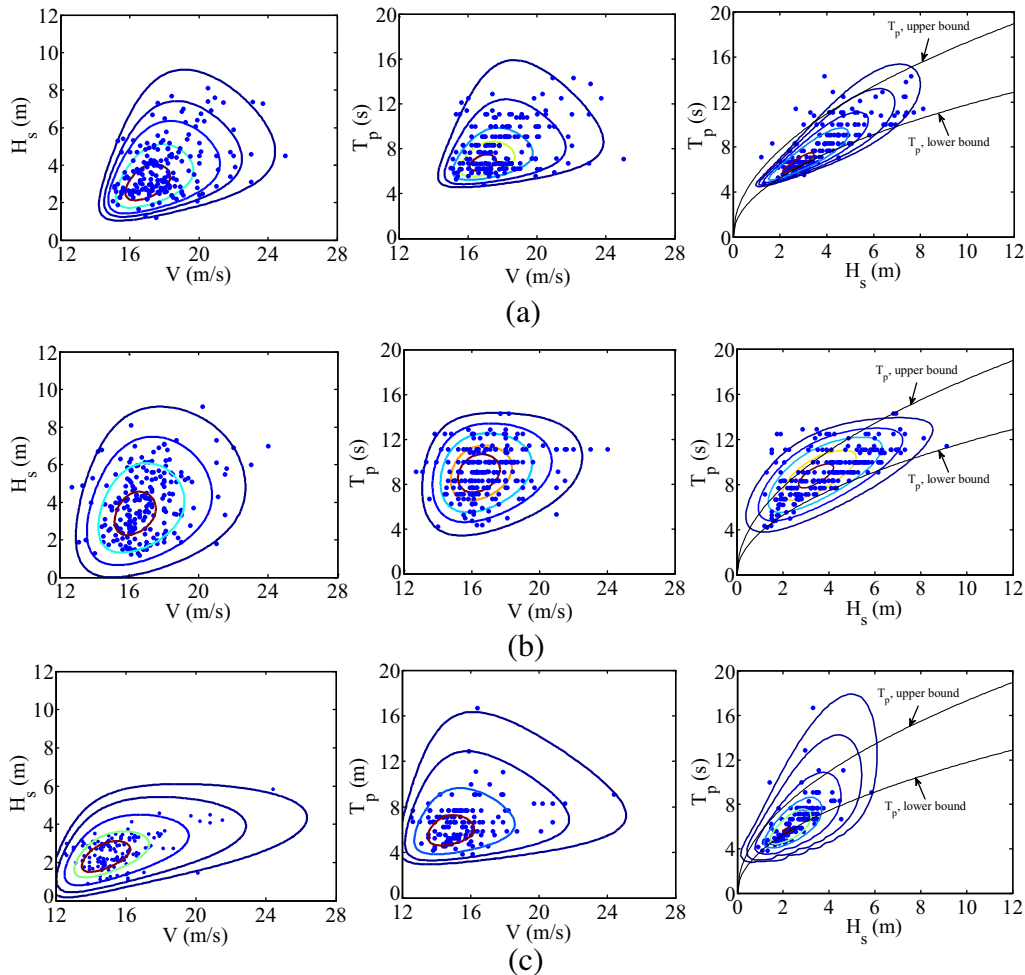 H_s (m)
12
10
8
6
4
2
0
12 16 20 24 28
V (m/s)
T_p (s)
20
16
12
8
4
0
12 16 20 24 28
V (m/s)
T_p (s)
20
16
12
8
4
0
0 2 4 6 8 10 12
H_s (m)
T_p, upper bound
T_p, lower bound
(a)
H_s (m)
12
10
8
6
4
2
0
12 16 20 24 28
V (m/s)
T_p (s)
20
16
12
8
4
0
12 16 20 24 28
V (m/s)
T_p (s)
20
16
12
8
4
0
0 2 4 6 8 10 12
H_s (m)
T_p, upper bound
T_p, lower bound
(b)
H_s (m)
12
10
8
6
4
2
0
12 16 20 24 28
V (m/s)
T_p (m)
20
16
12
8
4
0
12 16 20 24 28
V (m/s)
T_p (s)
20
16
12
8
4
0
0 2 4 6 8 10 12
H_s (m)
T_p, upper bound
T_p, lower bound
(c)